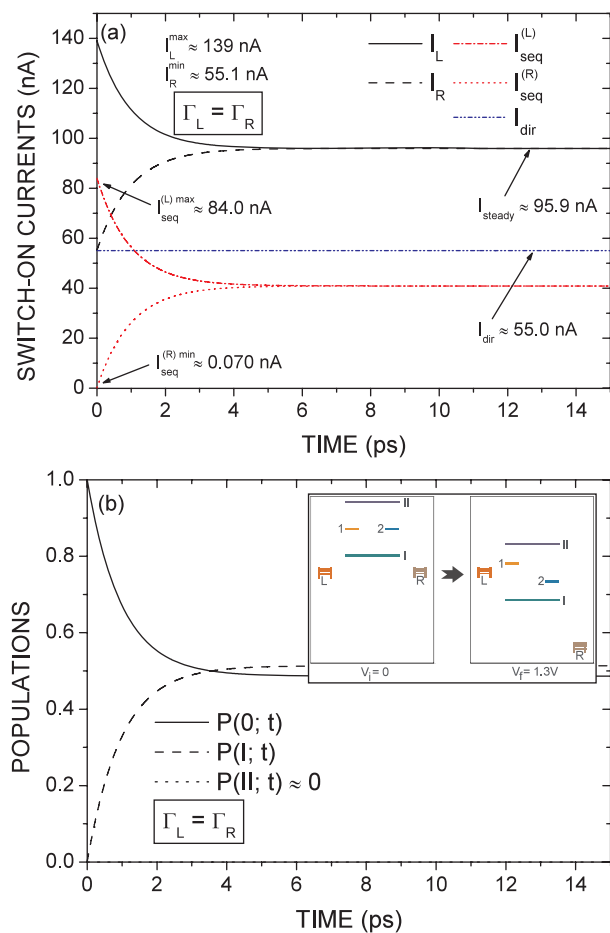 (a)
I_L^max ≈ 139 nA
I_R^min ≈ 55.1 nA
Γ_L = Γ_R
I_L
I_R
I_seq^(L)
I_seq^(R)
I_dir
I_seq^(L) max ≈ 84.0 nA
I_steady ≈ 95.9 nA
I_dir ≈ 55.0 nA
I_seq^(R) min ≈ 0.070 nA
SWITCH-ON CURRENTS (nA)
140
120
100
80
60
40
20
0
0 2 4 6 8 10 12 14
TIME (ps)
(b)
POPULATIONS
1.0
0.8
0.6
0.4
0.2
0.0
II
1
2
I
L
R
V_i = 0
II
L
1
2
I
R
V_f = 1.3V
P(0; t)
P(I; t)
P(II; t) ≈ 0
Γ_L = Γ_R
0 2 4 6 8 10 12 14
TIME (ps)